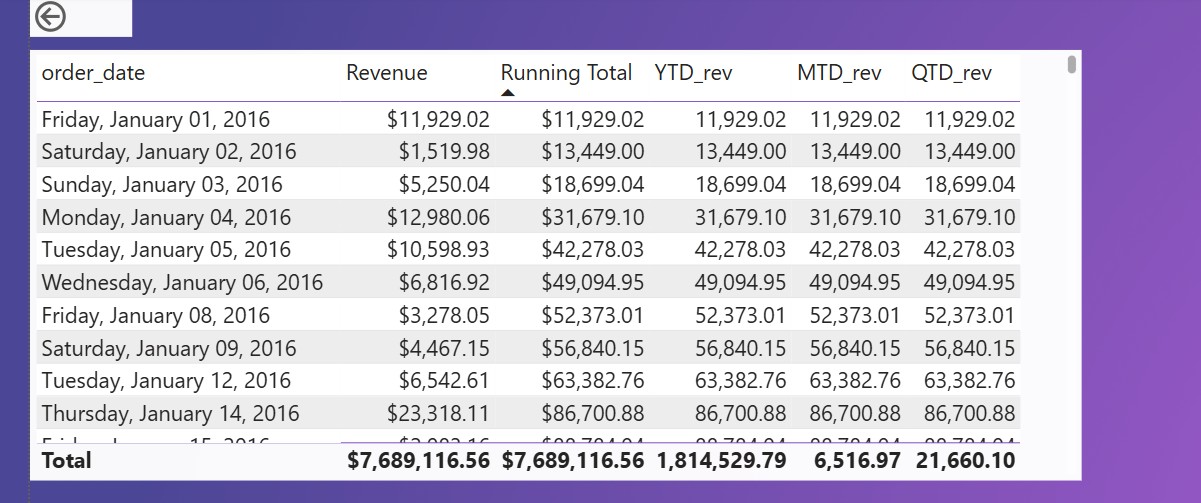 order_date Revenue Running Total YTD_rev MTD_rev QTD_rev
Friday, January 01, 2016 $11,929.02 $11,929.02 11,929.02 11,929.02 11,929.02
Saturday, January 02, 2016 $1,519.98 $13,449.00 13,449.00 13,449.00 13,449.00
Sunday, January 03, 2016 $5,250.04 $18,699.04 18,699.04 18,699.04 18,699.04
Monday, January 04, 2016 $12,980.06 $31,679.10 31,679.10 31,679.10 31,679.10
Tuesday, January 05, 2016 $10,598.93 $42,278.03 42,278.03 42,278.03 42,278.03
Wednesday, January 06, 2016 $6,816.92 $49,094.95 49,094.95 49,094.95 49,094.95
Friday, January 08, 2016 $3,278.05 $52,373.01 52,373.01 52,373.01 52,373.01
Saturday, January 09, 2016 $4,467.15 $56,840.15 56,840.15 56,840.15 56,840.15
Tuesday, January 12, 2016 $6,542.61 $63,382.76 63,382.76 63,382.76 63,382.76
Thursday, January 14, 2016 $23,318.11 $86,700.88 86,700.88 86,700.88 86,700.88
Total $7,689,116.56 $7,689,116.56 1,814,529.79 6,516.97 21,660.10